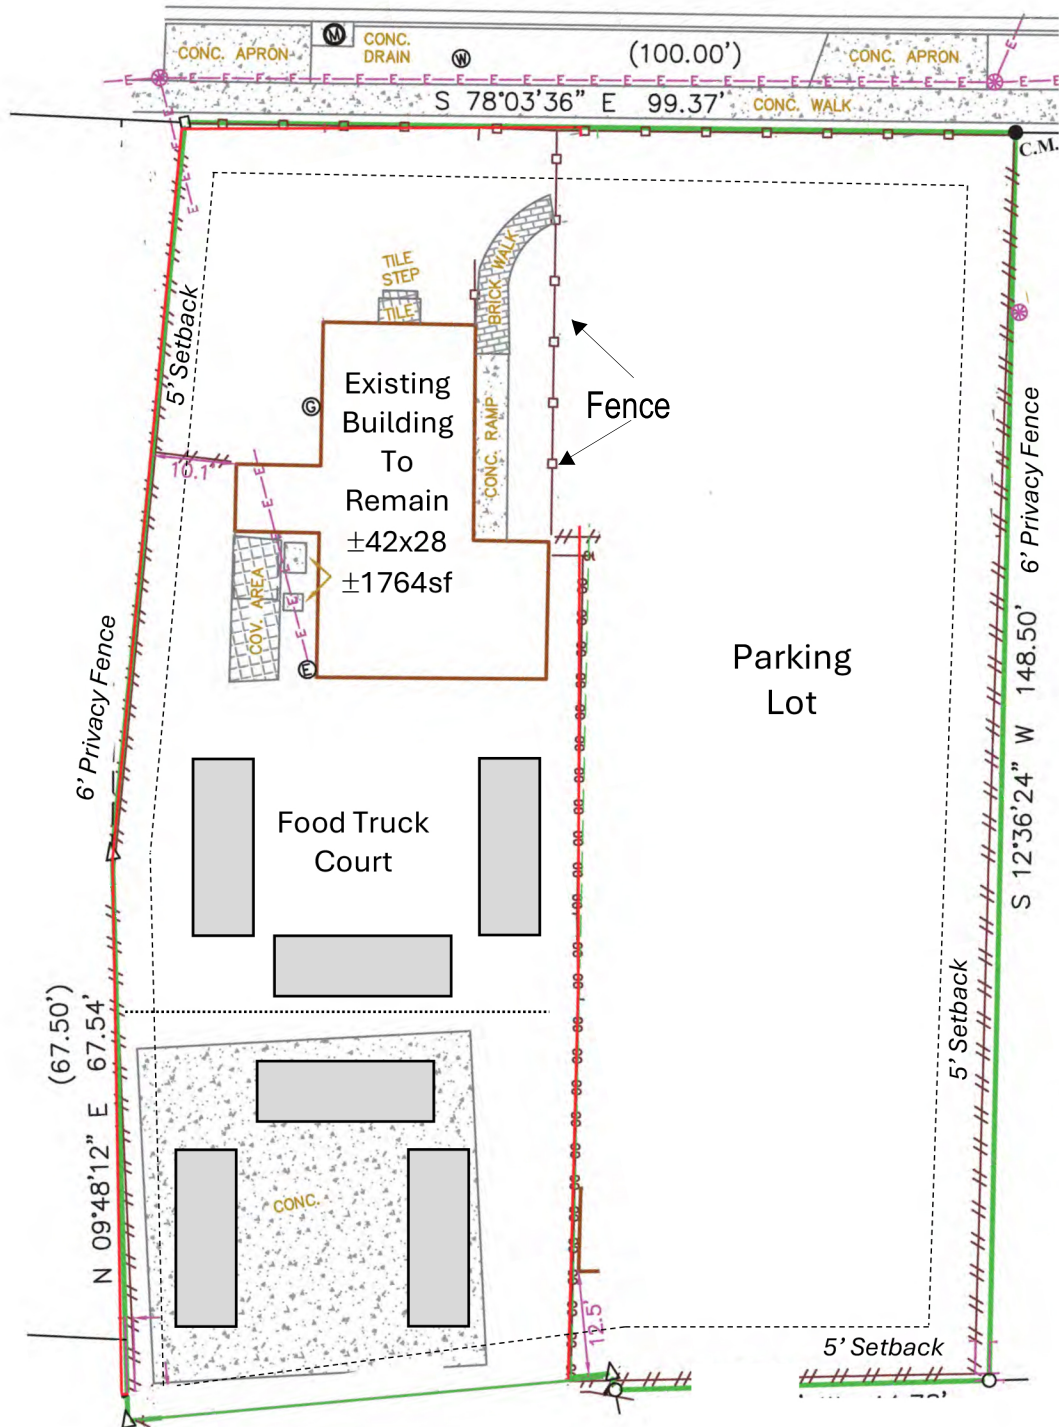 CONC. APRON
M
CONC.
DRAIN
W
(100.00')
CONC. APRON
E E E E E E E E E E E E E E E
S 78°03'36" E 99.37'
CONC. WALK
C.M.
E
E
E
TILE
STEP
TILE
BRICK WALK
5' Setback
Existing
Building
To
Remain
±42x28
±1764sf
G
CONC. RAMP
Fence
6' Privacy Fence
10.1'
E
E
E
E
COV. AREA
E
S 12°36'24" W 148.50'
6' Privacy Fence
Parking
Lot
Food Truck
Court
(67.50')
N 09°48'12" E 67.54'
5' Setback
CONC.
12.5'
5' Setback